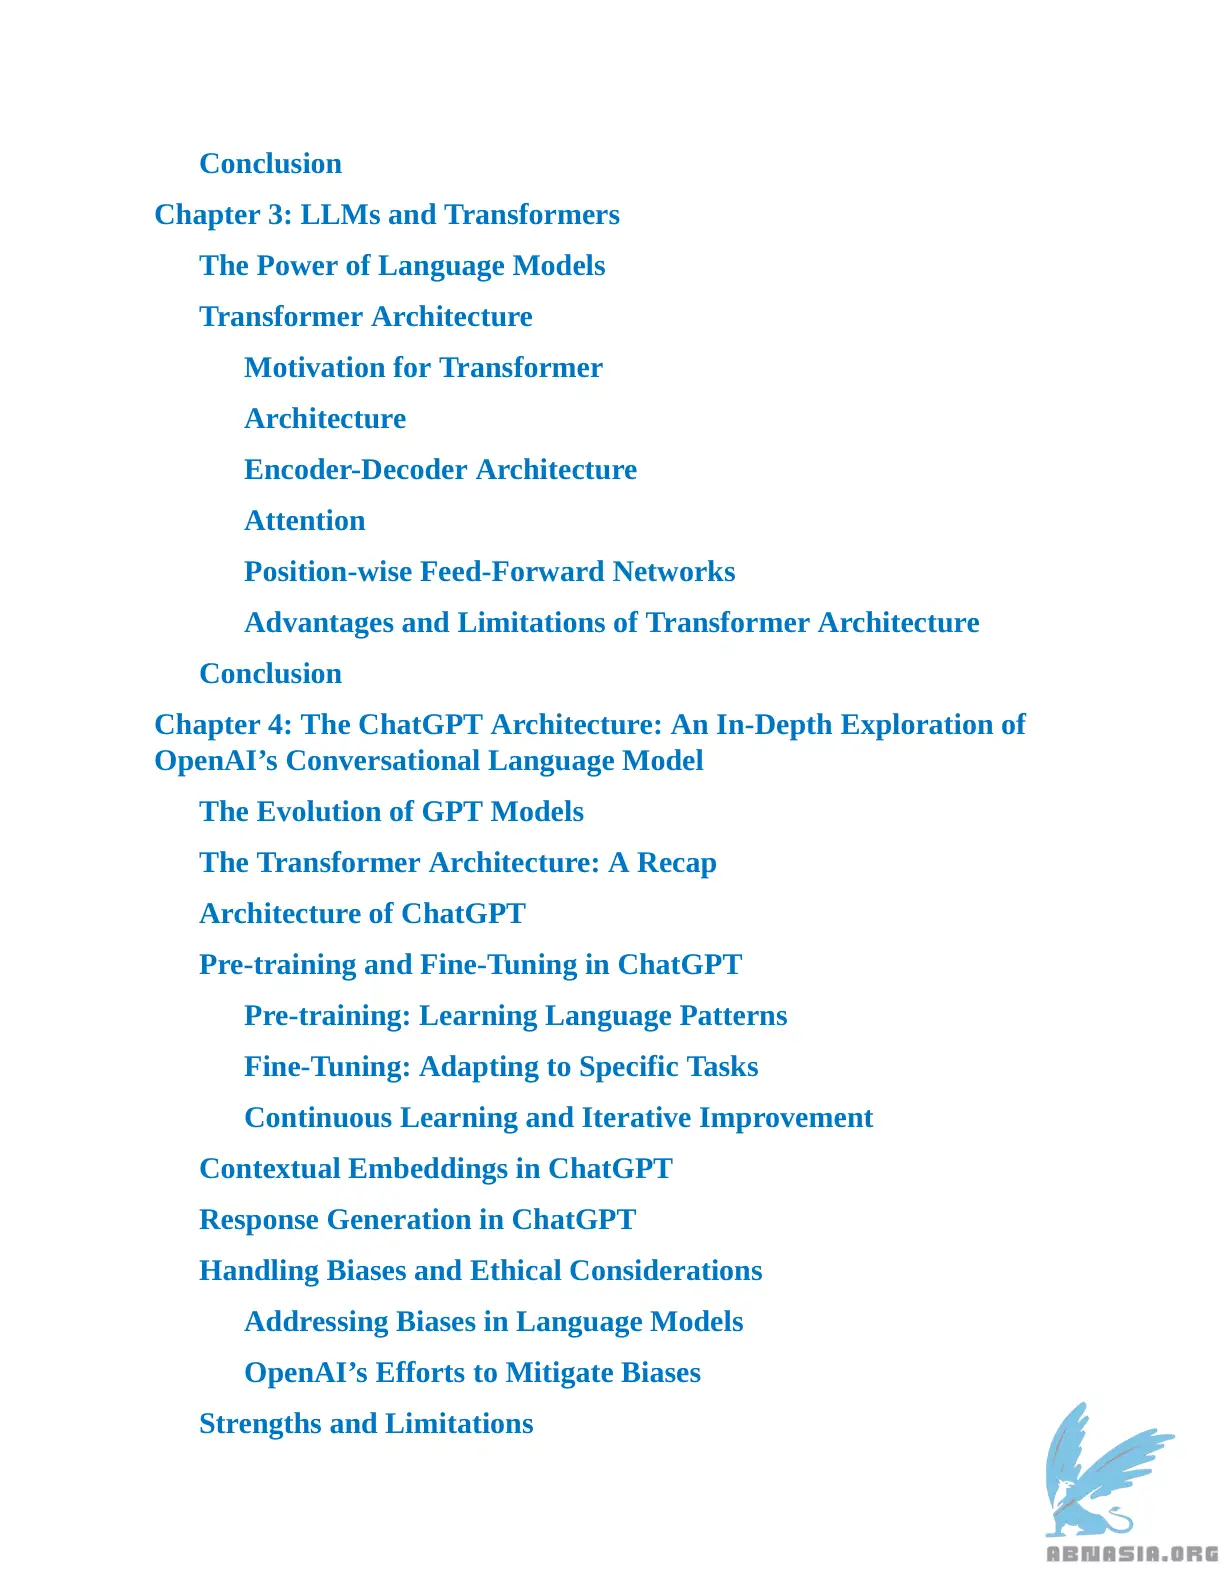 Conclusion
Chapter 3: LLMs and Transformers
The Power of Language Models
Transformer Architecture
Motivation for Transformer
Architecture
Encoder-Decoder Architecture
Attention
Position-wise Feed-Forward Networks
Advantages and Limitations of Transformer Architecture
Conclusion
Chapter 4: The ChatGPT Architecture: An In-Depth Exploration of
OpenAI’s Conversational Language Model
The Evolution of GPT Models
The Transformer Architecture: A Recap
Architecture of ChatGPT
Pre-training and Fine-Tuning in ChatGPT
Pre-training: Learning Language Patterns
Fine-Tuning: Adapting to Specific Tasks
Continuous Learning and Iterative Improvement
Contextual Embeddings in ChatGPT
Response Generation in ChatGPT
Handling Biases and Ethical Considerations
Addressing Biases in Language Models
OpenAI’s Efforts to Mitigate Biases
Strengths and Limitations
ABNASIA.ORG